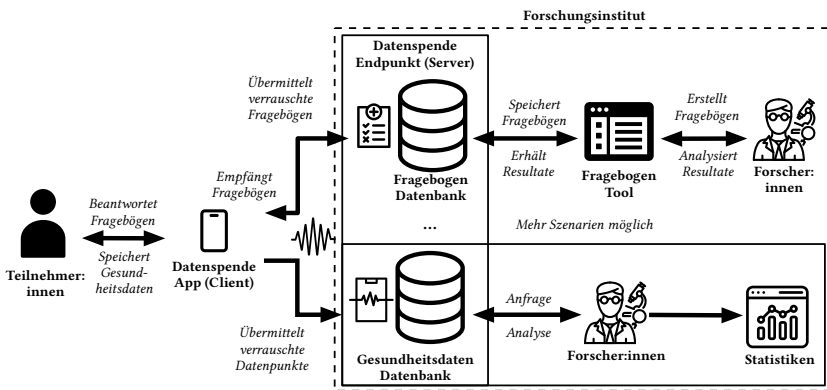 Forschungsinstitut
Datenspende
Endpunkt (Server)
Übermittelt
verrauschte
Fragebögen
Speichert
Fragebögen
Erstellt
Fragebögen
Erhält
Resultate
Analysiert
Resultate
Fragebogen
Datenbank
Fragebogen
Tool
Forscher:
innen
Empfängt
Fragebögen
Beantwortet
Fragebögen
Speichert
Gesund-
heitsdaten
Teilnehmer:
innen
Datenspende
App (Client)
...
Mehr Szenarien möglich
Übermittelt
verrauschte
Datenpunkte
Anfrage
Analyse
Gesundheitsdaten
Datenbank
Forscher:innen
Statistiken